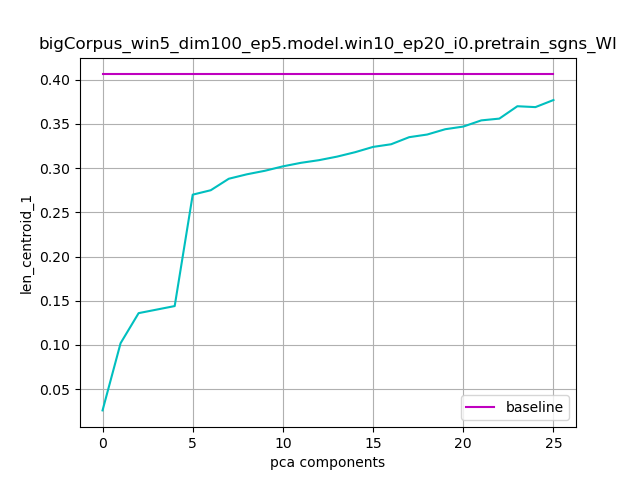 bigCorpus_win5_dim100_ep5.model.win10_ep20_i0.pretrain_sgns_WI
0.40
0.35
0.30
0.25
0.20
0.15
0.10
0.05
len_centroid_1
baseline
0 5 10 15 20 25
pca components